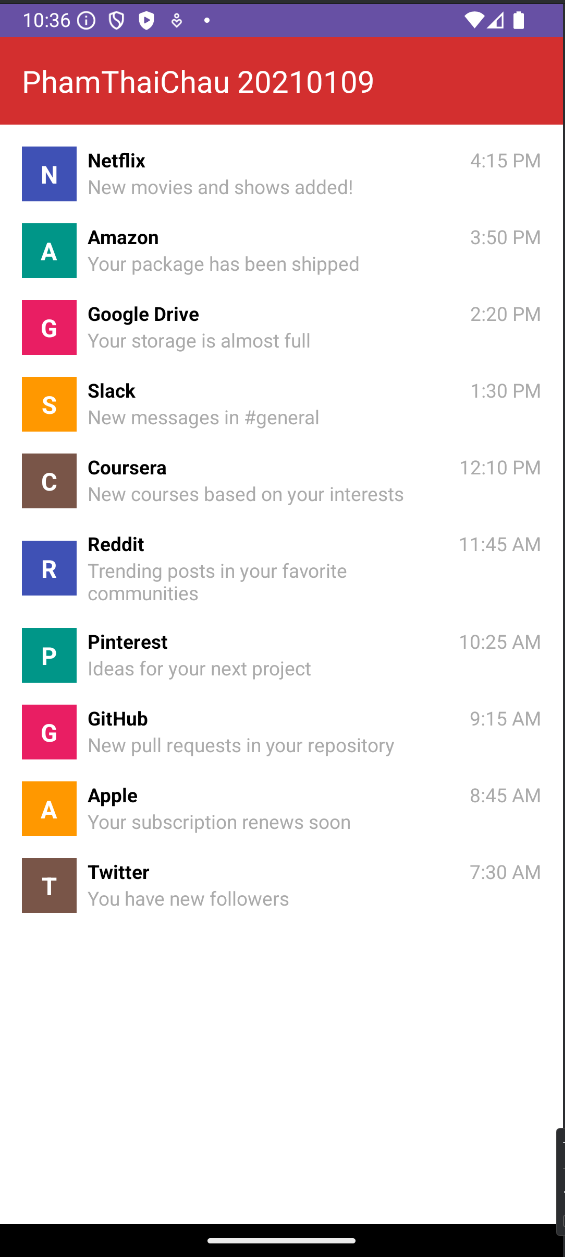 10:36
PhamThaiChau 20210109
N Netflix 4:15 PM
New movies and shows added!
A Amazon 3:50 PM
Your package has been shipped
G Google Drive 2:20 PM
Your storage is almost full
S Slack 1:30 PM
New messages in #general
C Coursera 12:10 PM
New courses based on your interests
R Reddit 11:45 AM
Trending posts in your favorite
communities
P Pinterest 10:25 AM
Ideas for your next project
G GitHub 9:15 AM
New pull requests in your repository
A Apple 8:45 AM
Your subscription renews soon
T Twitter 7:30 AM
You have new followers